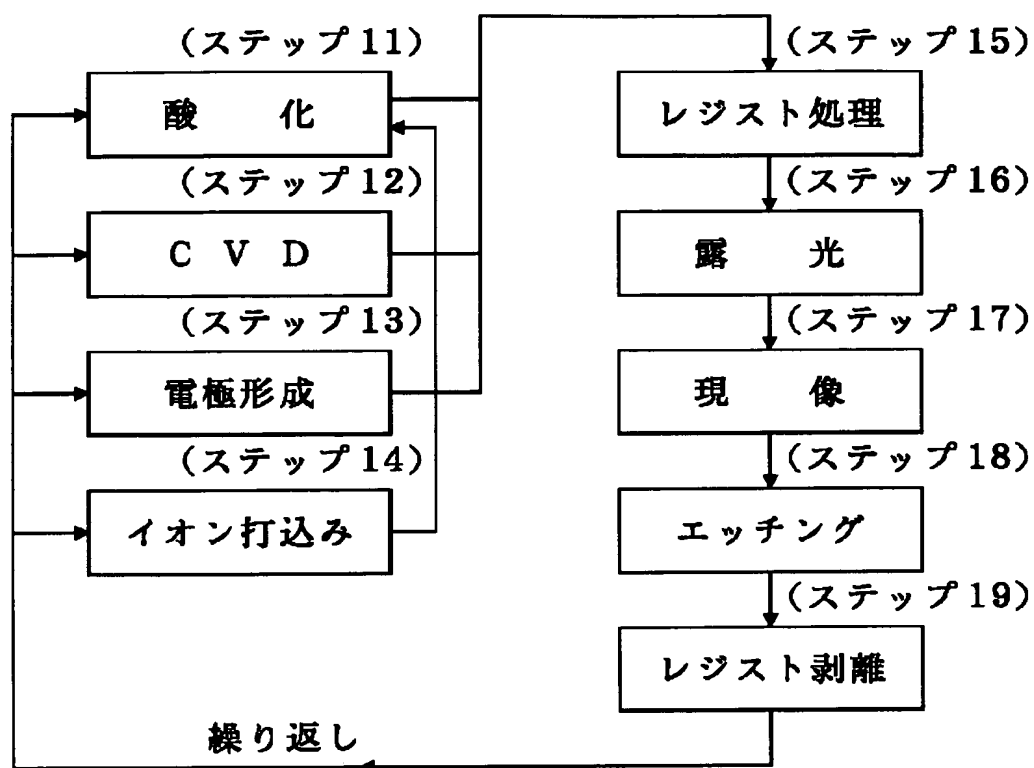 (ステップ11)
酸 化
(ステップ12)
C V D
(ステップ13)
電極形成
(ステップ14)
イオン打込み
(ステップ15)
レジスト処理
(ステップ16)
露 光
(ステップ17)
現 像
(ステップ18)
エッチング
(ステップ19)
レジスト剥離
繰り返し